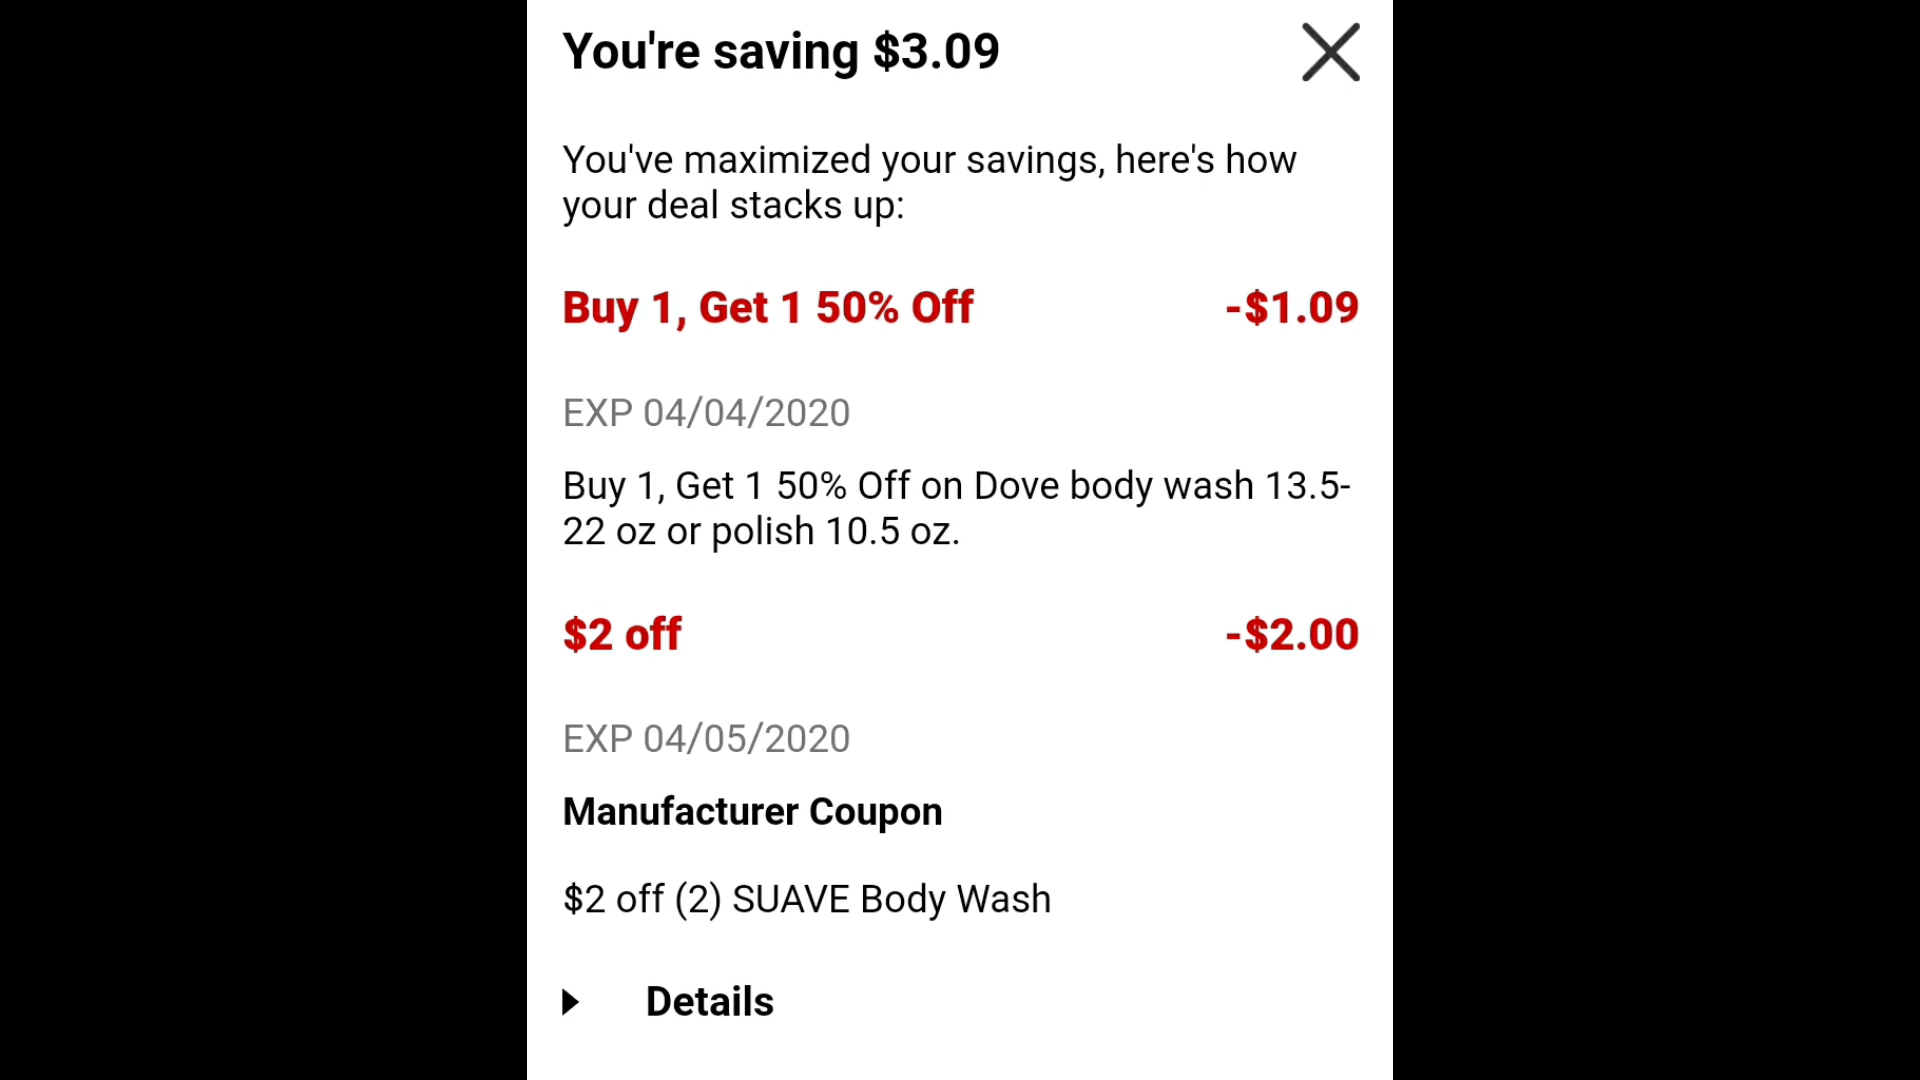 You're saving $3.09
You've maximized your savings, here's how
your deal stacks up:
Buy 1, Get 1 50% Off -$1.09
EXP 04/04/2020
Buy 1, Get 1 50% Off on Dove body wash 13.5-
22 oz or polish 10.5 oz.
$2 off -$2.00
EXP 04/05/2020
Manufacturer Coupon
$2 off (2) SUAVE Body Wash
Details